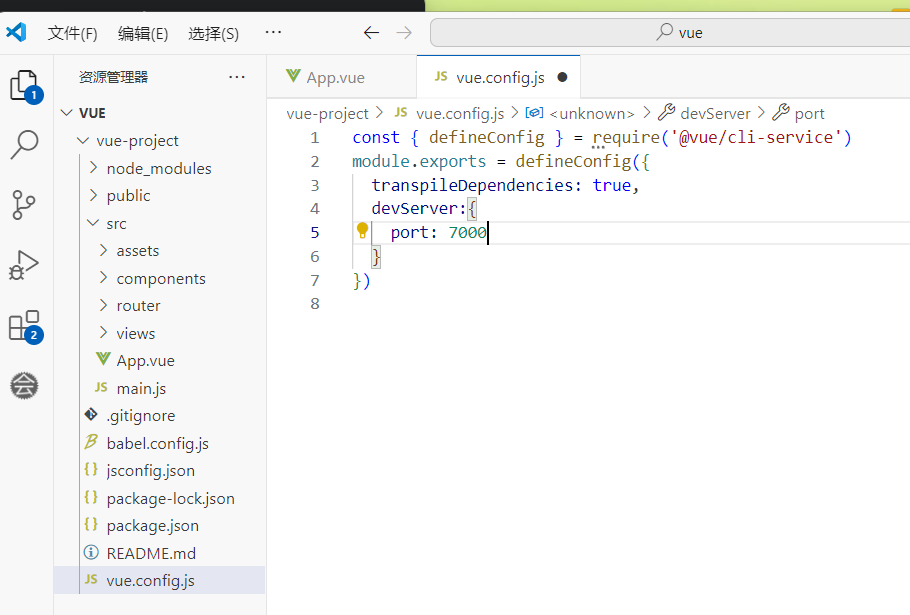 文件(F) 编辑(E) 选择(S) ··· vue
资源管理器 ···
App.vue JS vue.config.js
1
VUE
vue-project > JS vue.config.js > <unknown> > devServer > port
vue-project
node_modules
public
src
assets
components
router
views
App.vue
JS main.js
.gitignore
babel.config.js
{} jsconfig.json
{} package-lock.json
{} package.json
README.md
JS vue.config.js
2
1 const { defineConfig } = require('@vue/cli-service')
2 module.exports = defineConfig({
3 transpileDependencies: true,
4 devServer:{
5 port: 7000
6 }
7 })
8